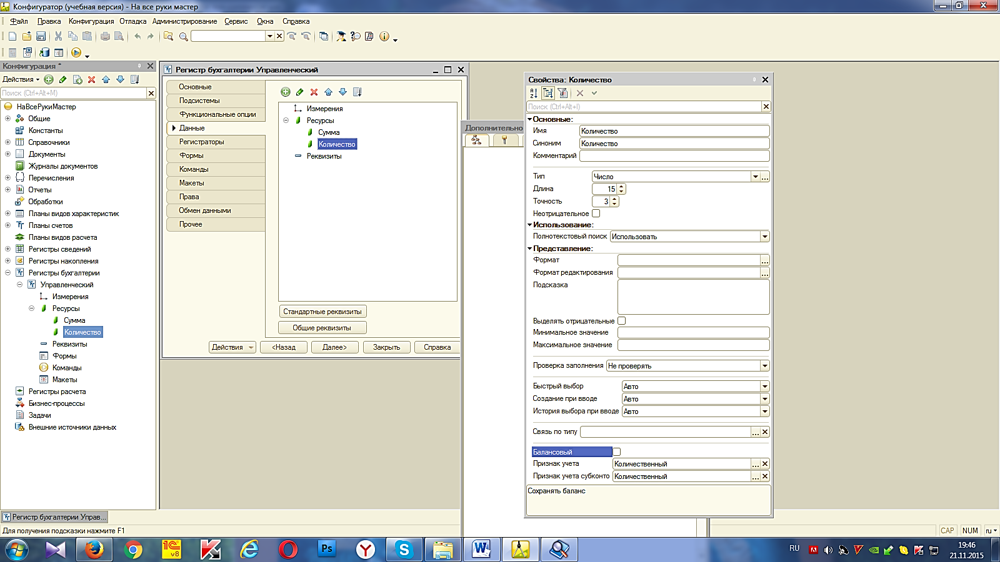 Конфигуратор (учебная версия) - На все руки мастер
Файл Правка Конфигурация Отладка Администрирование Сервис Окна Справка
Конфигурация *
Действия
Поиск (Ctrl+Alt+M)
НаВсеРукиМастер
Общие
Константы
Справочники
Документы
Журналы документов
Перечисления
Отчеты
Обработки
Планы видов характеристик
Планы счетов
Планы видов расчета
Регистры сведений
Регистры накопления
Регистры бухгалтерии
Управленческий
Измерения
Ресурсы
Сумма
Количество
Реквизиты
Формы
Команды
Макеты
Регистры расчета
Бизнес-процессы
Задачи
Внешние источники данных
Регистр бухгалтерии Управленческий
Основные
Подсистемы
Функциональные опции
Данные
Регистраторы
Формы
Команды
Макеты
Права
Обмен данными
Прочее
Измерения
Ресурсы
Сумма
Количество
Реквизиты
Стандартные реквизиты
Общие реквизиты
Действия <Назад Далее> Закрыть Справка
Дополнительно
Свойства: Количество
Поиск (Ctrl+Alt+I)
Основные:
Имя Количество
Синоним Количество
Комментарий
Тип Число ...
Длина 15
Точность 3
Неотрицательное
Использование:
Полнотекстовый поиск Использовать
Представление:
Формат ...
Формат редактирования ...
Подсказка
Выделять отрицательные
Минимальное значение
Максимальное значение
Проверка заполнения Не проверять
Быстрый выбор Авто
Создание при вводе Авто
История выбора при вводе Авто
Связь по типу ...
Балансовый
Признак учета Количественный ...
Признак учета субконто Количественный ...
Сохранять баланс
Регистр бухгалтерии Управ...
Для получения подсказки нажмите F1
CAP NUM ru
1С v8 Ps Y S W
RU
19:46
21.11.2015